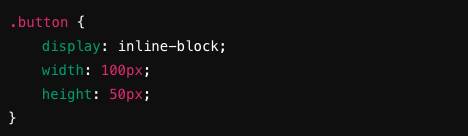 .button {
    display: inline-block;
    width: 100px;
    height: 50px;
}